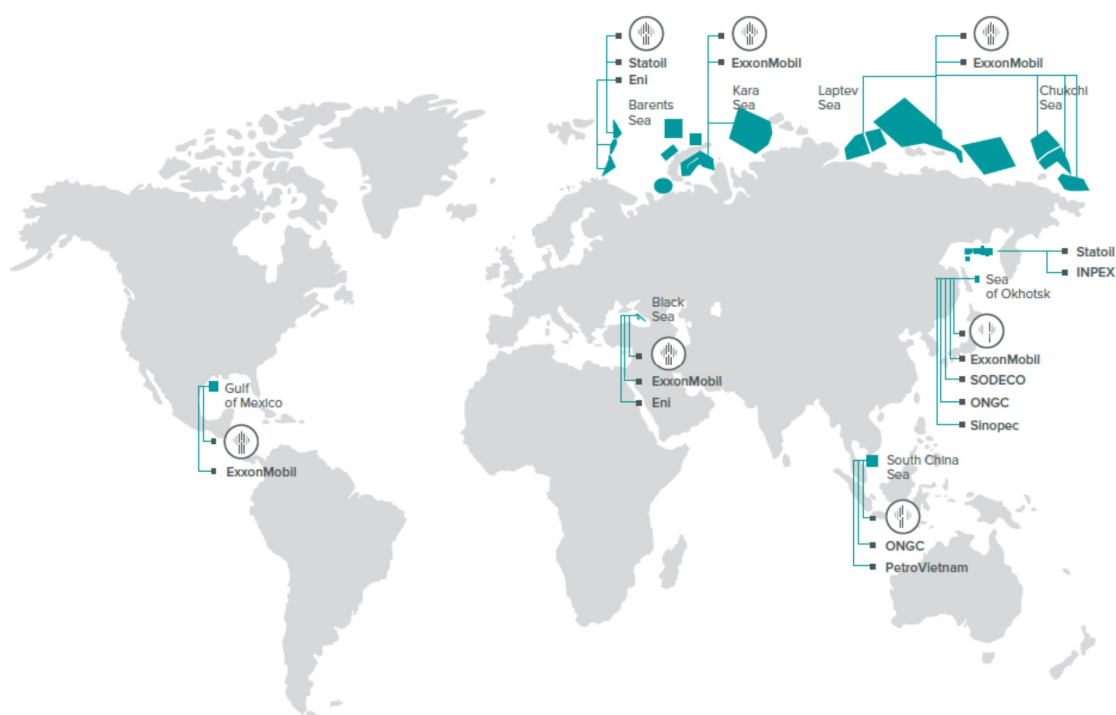 Statoil
Eni
Barents
Sea
ExxonMobil
Kara
Sea
Laptev
Sea
ExxonMobil
Chukchi
Sea
Statoil
INPEX
Sea
of Okhotsk
ExxonMobil
SODECO
ONGC
Sinopec
Black
Sea
ExxonMobil
Eni
Gulf
of Mexico
ExxonMobil
South China
Sea
ONGC
PetroVietnam